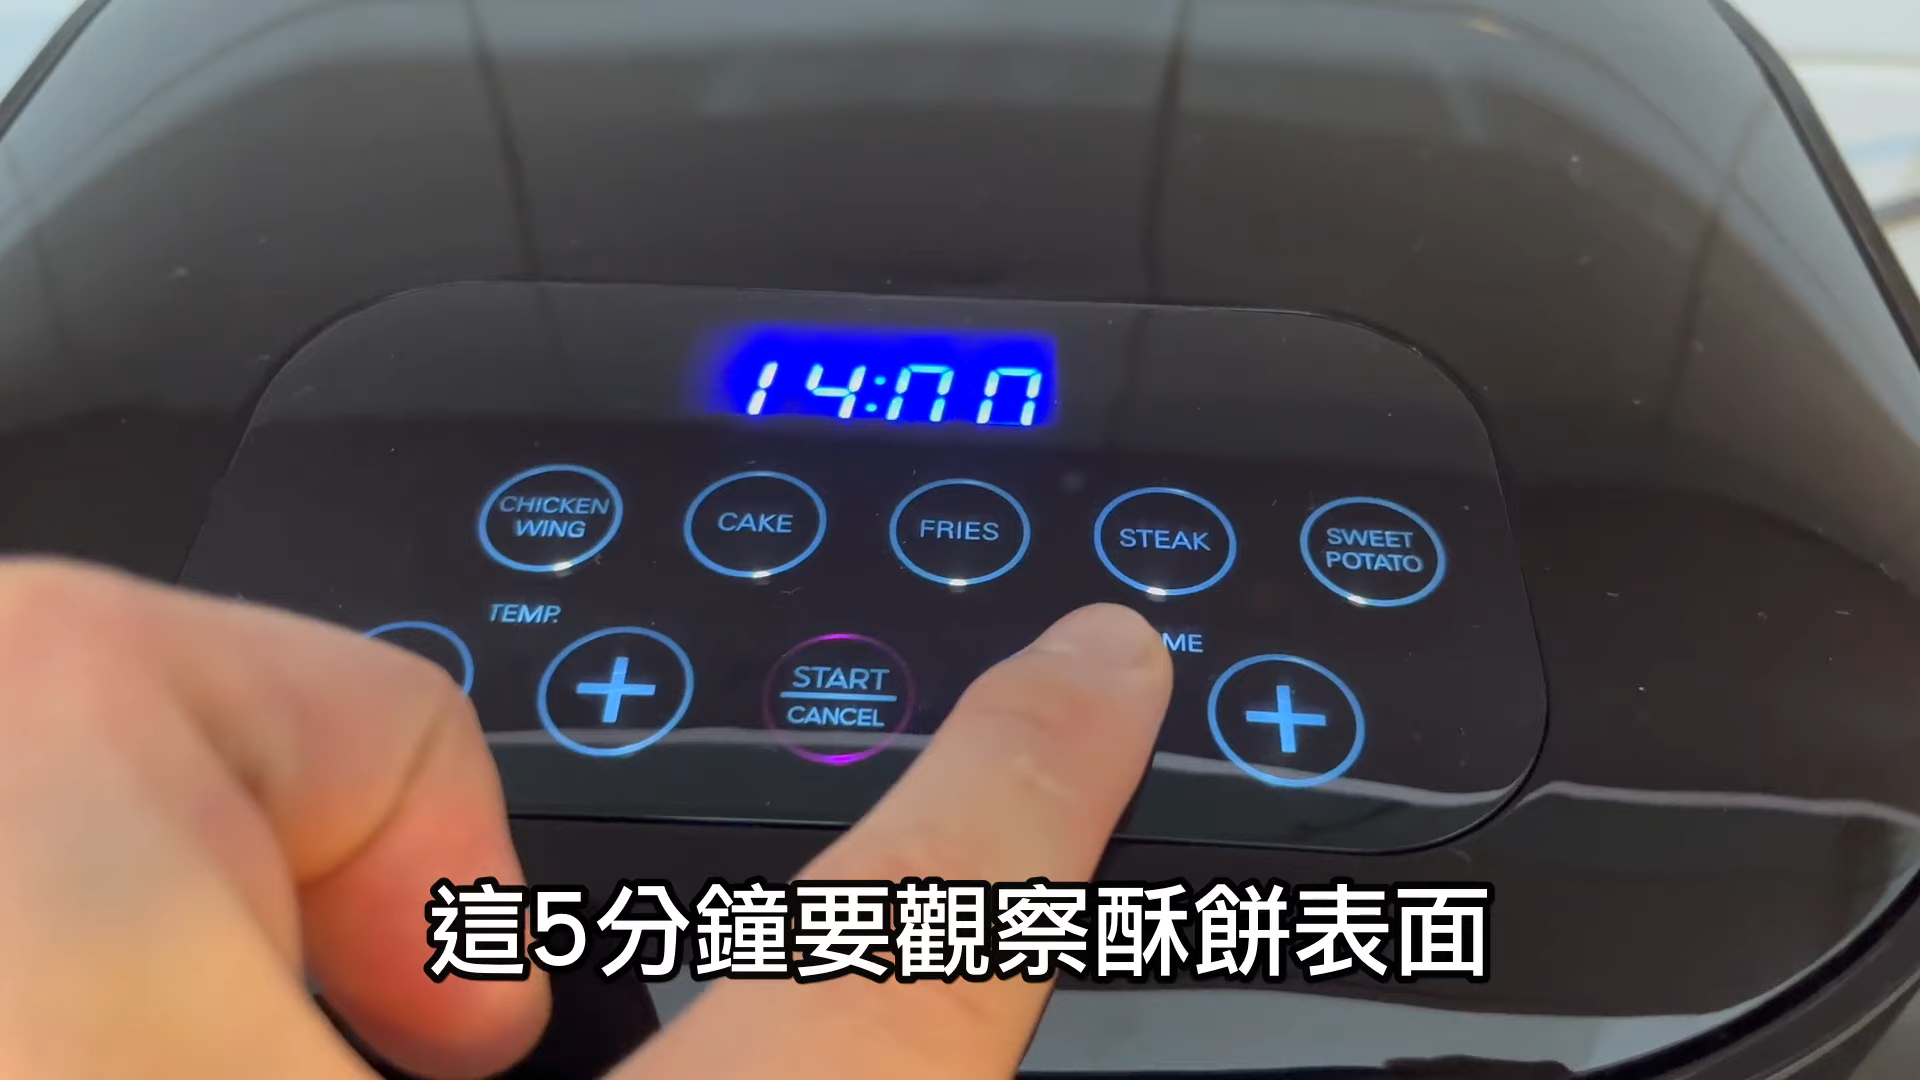 14:00
CHICKEN
WING
CAKE
FRIES
STEAK
SWEET
POTATO
TEMP.
ME
+
START
CANCEL
+
這5分鐘要觀察酥餅表面